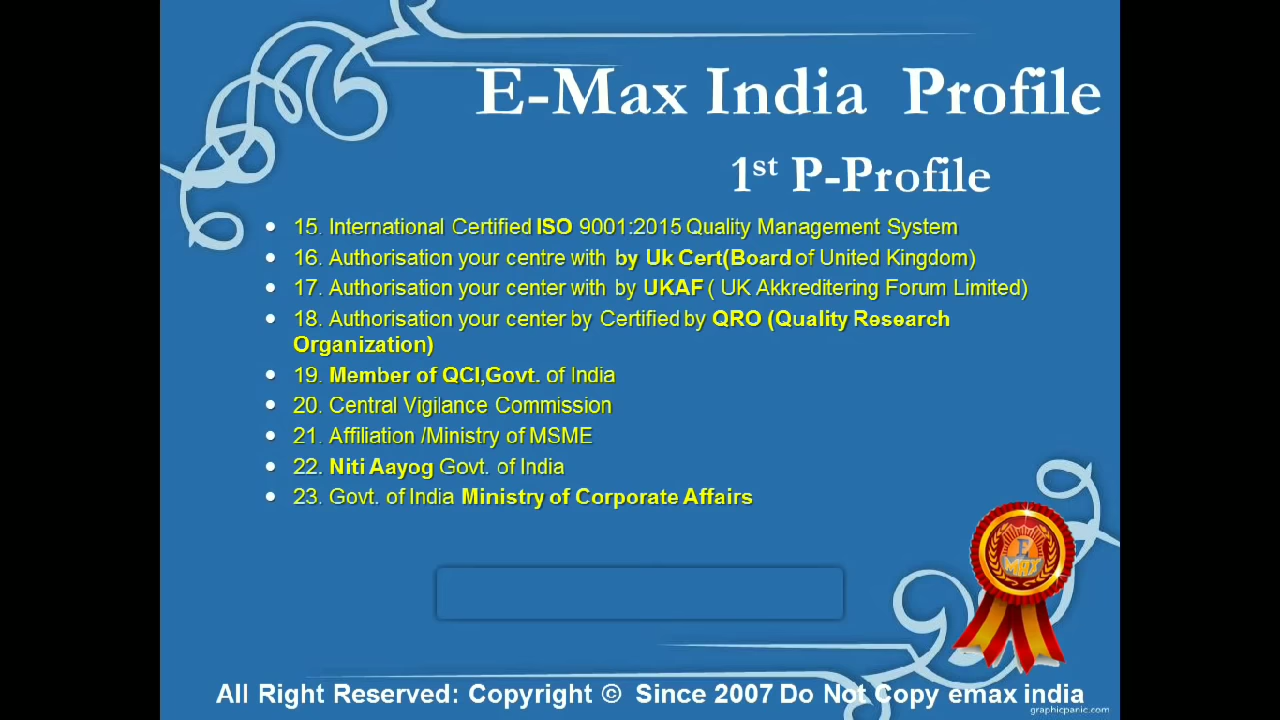 E-Max India Profile
1st P-Profile
• 15. International Certified ISO 9001:2015 Quality Management System
• 16. Authorisation your centre with by Uk Cert(Board of United Kingdom)
• 17. Authorisation your center with by UKAF ( UK Akkreditering Forum Limited)
• 18. Authorisation your center by Certified by QRO (Quality Research
Organization)
• 19. Member of QCI,Govt. of India
• 20. Central Vigilance Commission
• 21. Affiliation /Ministry of MSME
• 22. Niti Aayog Govt. of India
• 23. Govt. of India Ministry of Corporate Affairs
E
MAX
All Right Reserved: Copyright © Since 2007 Do Not Copy emax india
graphicpanic.com